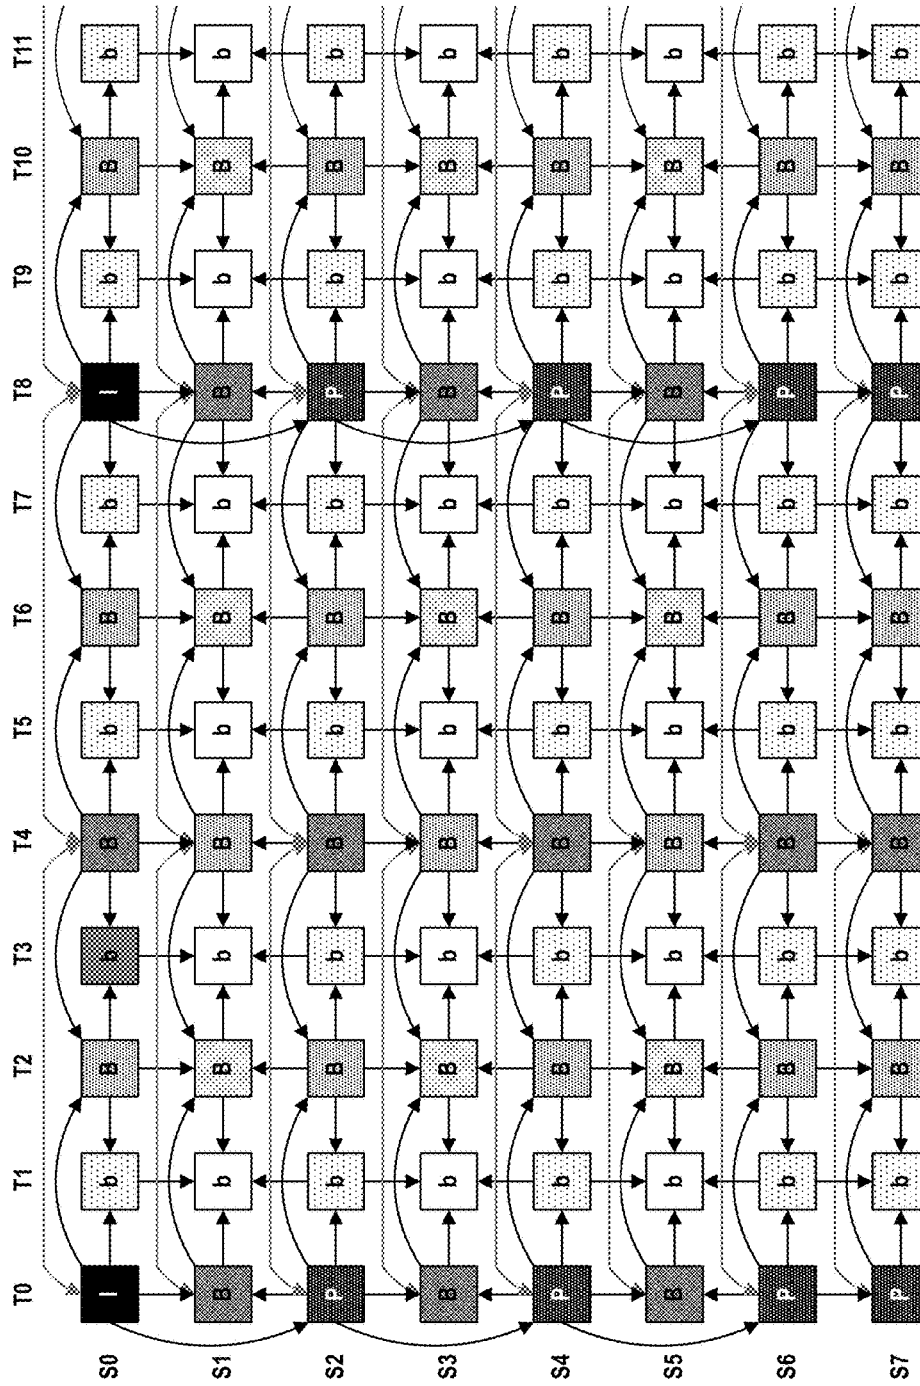 T0 T1 T2 T3 T4 T5 T6 T7 T8 T9 T10 T11
S0 I b B b B b B b I b B b
S1 B b B b B b B b B b B b
S2 P b B b B b B b P b B b
S3 B b B b B b B b B b B b
S4 P b B b B b B b P b B b
S5 B b B b B b B b B b B b
S6 P b B b B b B b P b B b
S7 P b B b B b B b P b B b